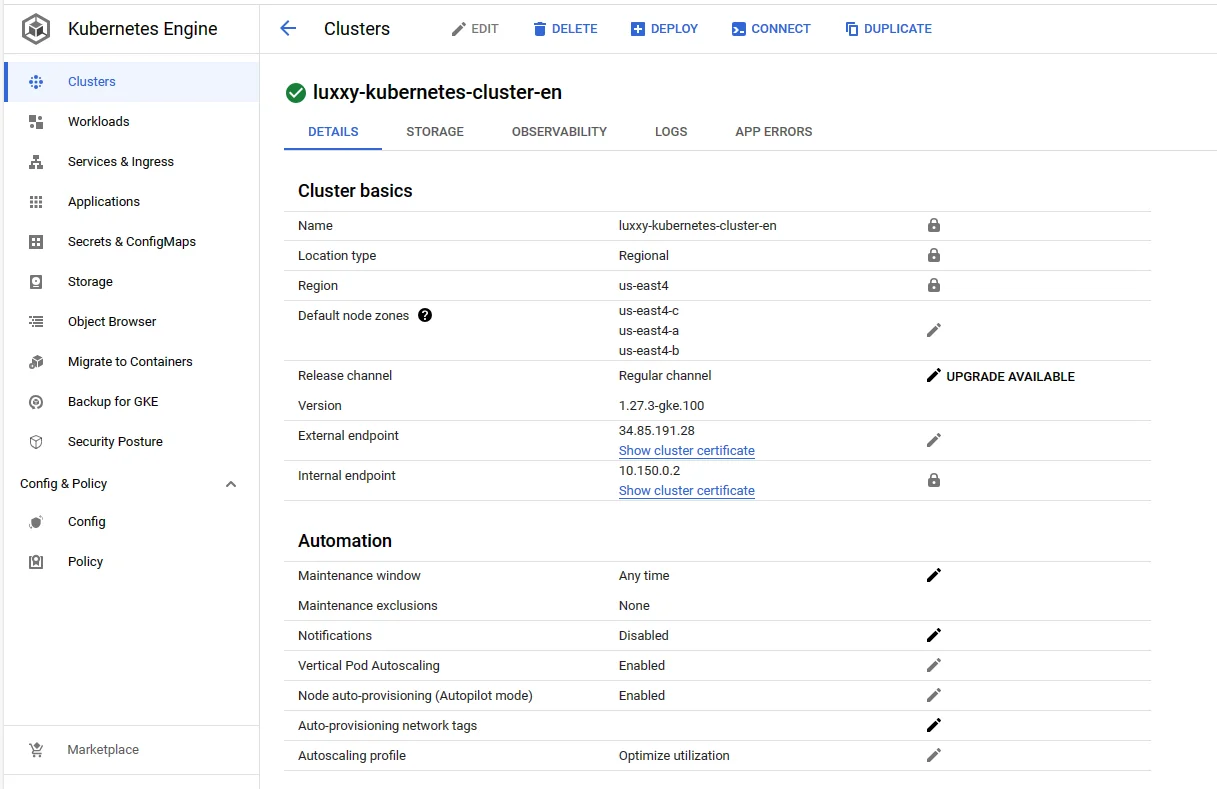 Kubernetes Engine
Clusters
EDIT
DELETE
DEPLOY
CONNECT
DUPLICATE
Clusters
Workloads
Services & Ingress
Applications
Secrets & ConfigMaps
Storage
Object Browser
Migrate to Containers
Backup for GKE
Security Posture
Config & Policy
Config
Policy
Marketplace
luxxy-kubernetes-cluster-en
DETAILS
STORAGE
OBSERVABILITY
LOGS
APP ERRORS
Cluster basics
Name luxxy-kubernetes-cluster-en
Location type Regional
Region us-east4
Default node zones ? us-east4-c
us-east4-a
us-east4-b
Release channel Regular channel UPGRADE AVAILABLE
Version 1.27.3-gke.100
External endpoint 34.85.191.28
Show cluster certificate
Internal endpoint 10.150.0.2
Show cluster certificate
Automation
Maintenance window Any time
Maintenance exclusions None
Notifications Disabled
Vertical Pod Autoscaling Enabled
Node auto-provisioning (Autopilot mode) Enabled
Auto-provisioning network tags
Autoscaling profile Optimize utilization